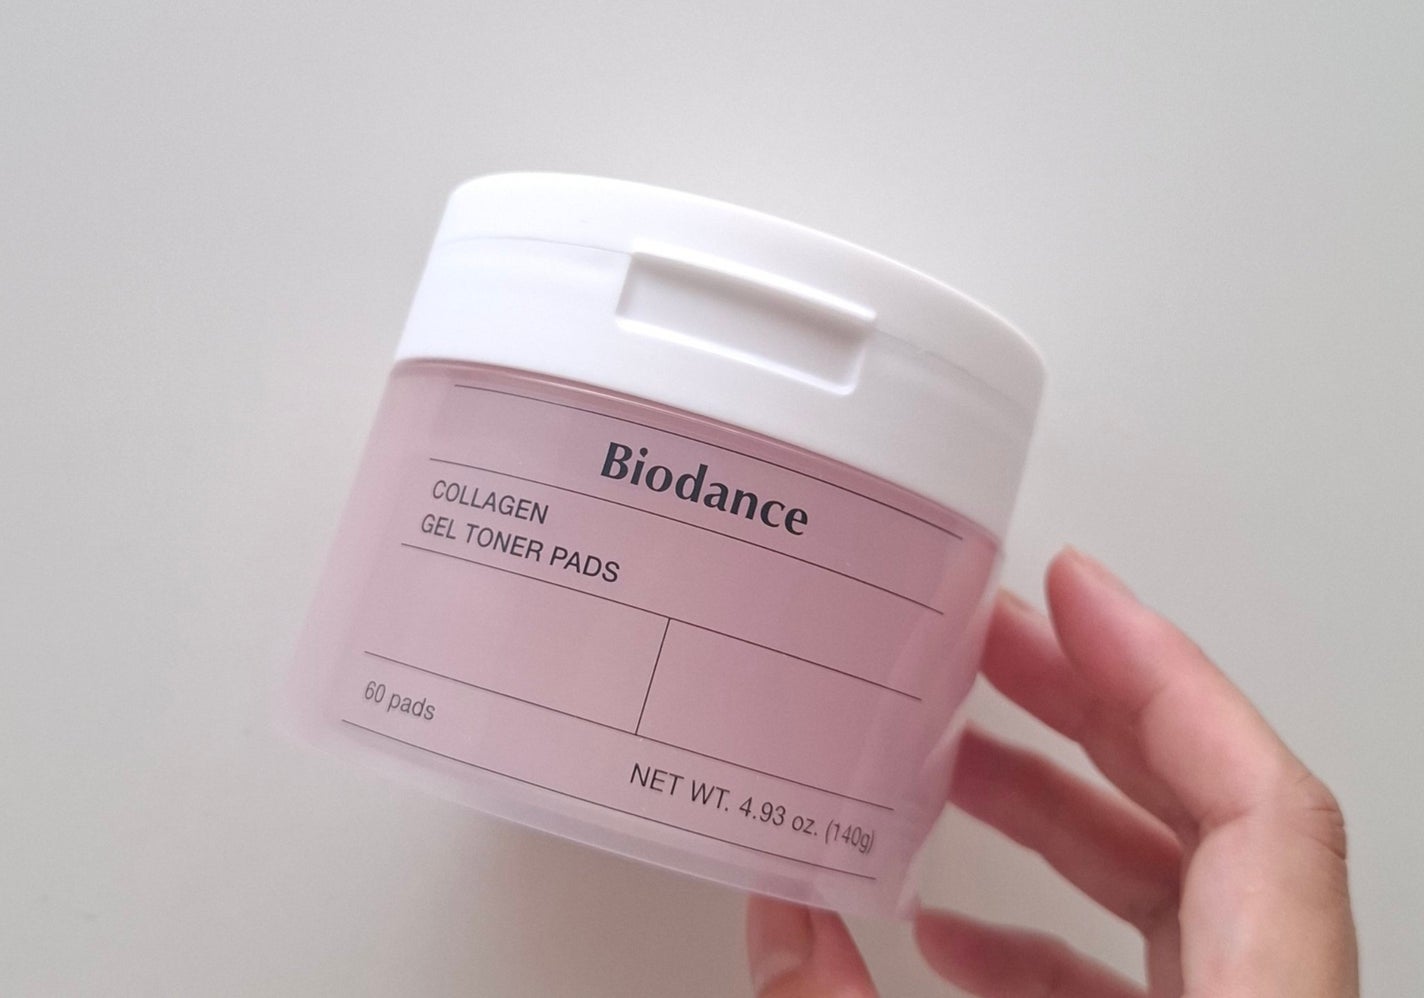 Biodance
COLLAGEN
GEL TONER PADS
60 pads
NET WT. 4.93 oz. (140g)